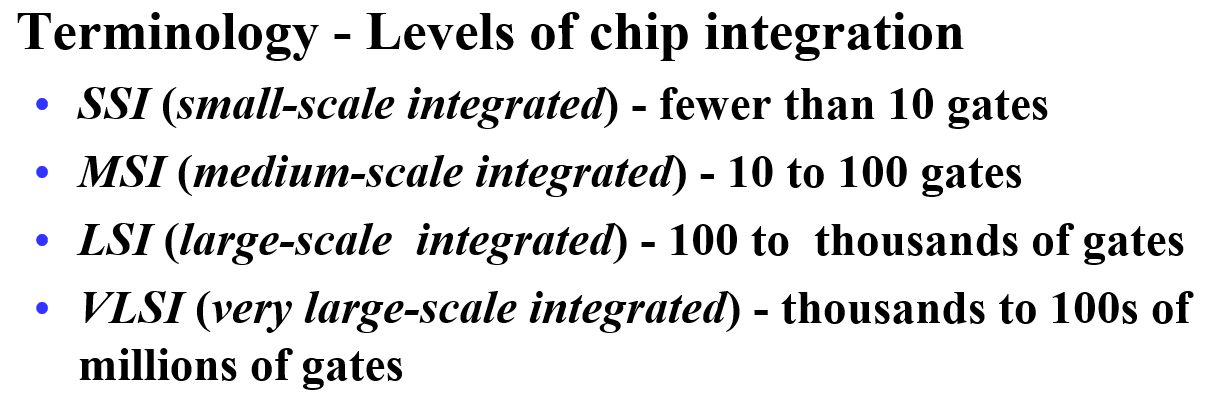 Terminology - Levels of chip integration
• SSI (small-scale integrated) - fewer than 10 gates
• MSI (medium-scale integrated) - 10 to 100 gates
• LSI (large-scale integrated) - 100 to thousands of gates
• VLSI (very large-scale integrated) - thousands to 100s of
millions of gates